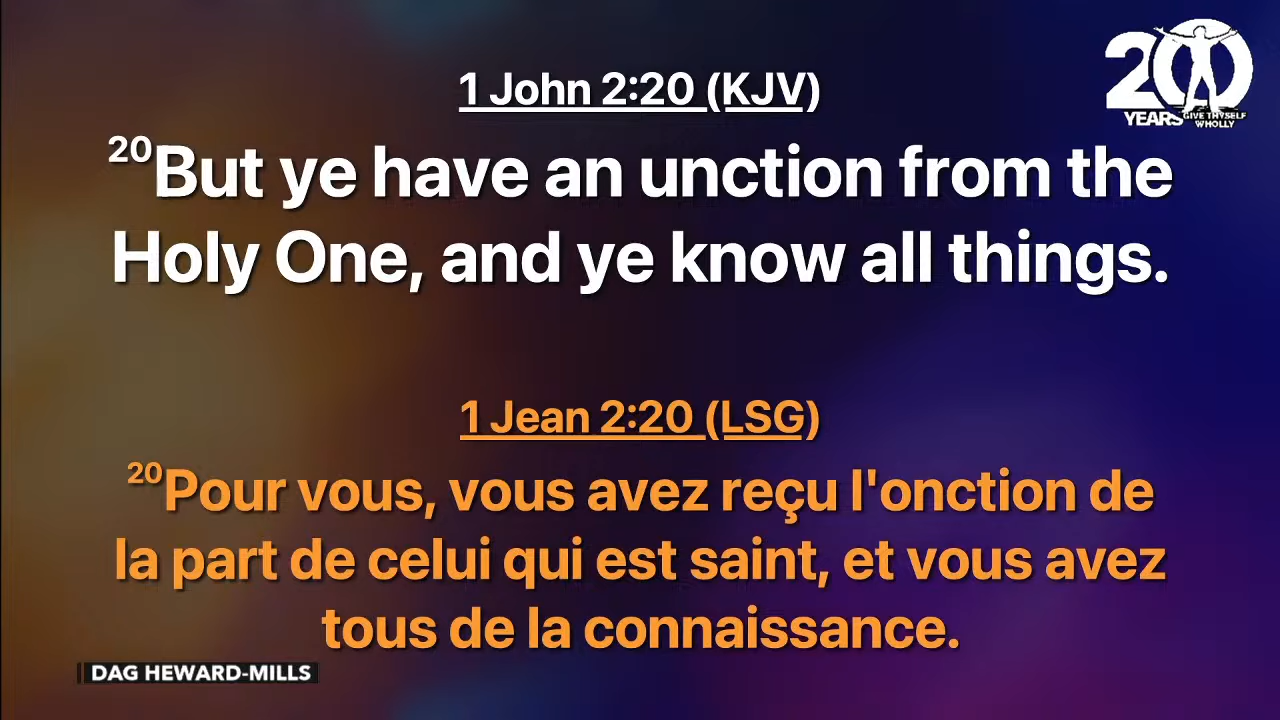 20
YEARS
GIVE THYSELF
WHOLLY
1 John 2:20 (KJV)
20But ye have an unction from the
Holy One, and ye know all things.
1 Jean 2:20 (LSG)
20Pour vous, vous avez reçu l'onction de
la part de celui qui est saint, et vous avez
tous de la connaissance.
DAG HEWARD-MILLS